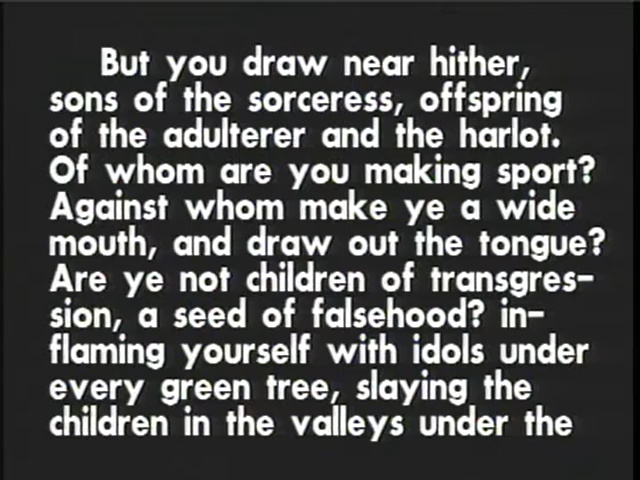 But you draw near hither,
sons of the sorceress, offspring
of the adulterer and the harlot.
Of whom are you making sport?
Against whom make ye a wide
mouth, and draw out the tongue?
Are ye not children of transgres-
sion, a seed of falsehood? in-
flaming yourself with idols under
every green tree, slaying the
children in the valleys under the